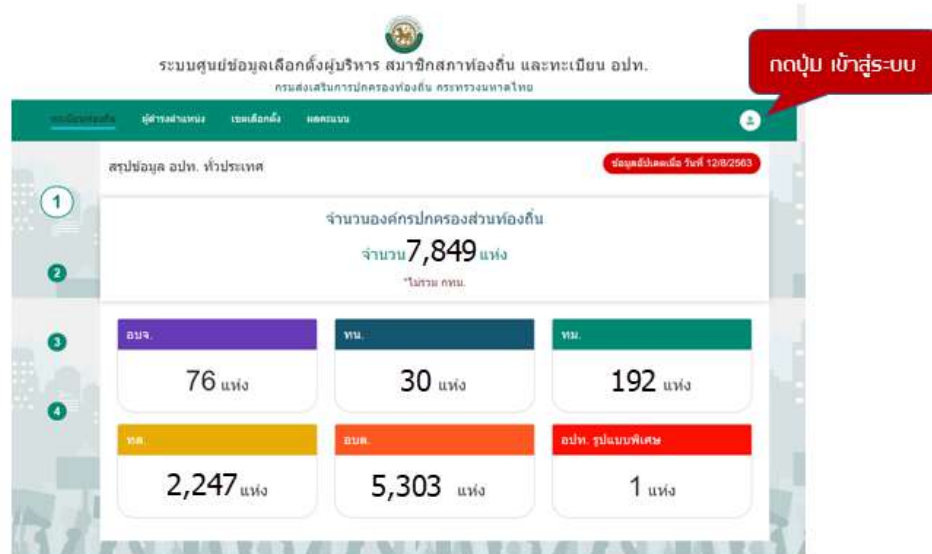 ระบบศูนย์ข้อมูลเลือกตั้งผู้บริหาร สมาชิกสภาท้องถิ่น และทะเบียน อปท.
กรมส่งเสริมการปกครองท้องถิ่น กระทรวงมหาดไทย
กดปุ่ม เข้าสู่ระบบ
ผู้ดำรงตำแหน่ง เขตเลือกตั้ง ผลคะแนน
สรุปข้อมูล อปท. ทั่วประเทศ
ข้อมูลอัปเดตเมื่อ วันที่ 12/8/2563
1
จำนวนองค์กรปกครองส่วนท้องถิ่น
จำนวน 7,849 แห่ง
*ไม่รวม กทม.
2
3
4
อบจ.
76 แห่ง
ทน.
30 แห่ง
ทม.
192 แห่ง
ทต.
2,247 แห่ง
อบต.
5,303 แห่ง
อปท. รูปแบบพิเศษ
1 แห่ง